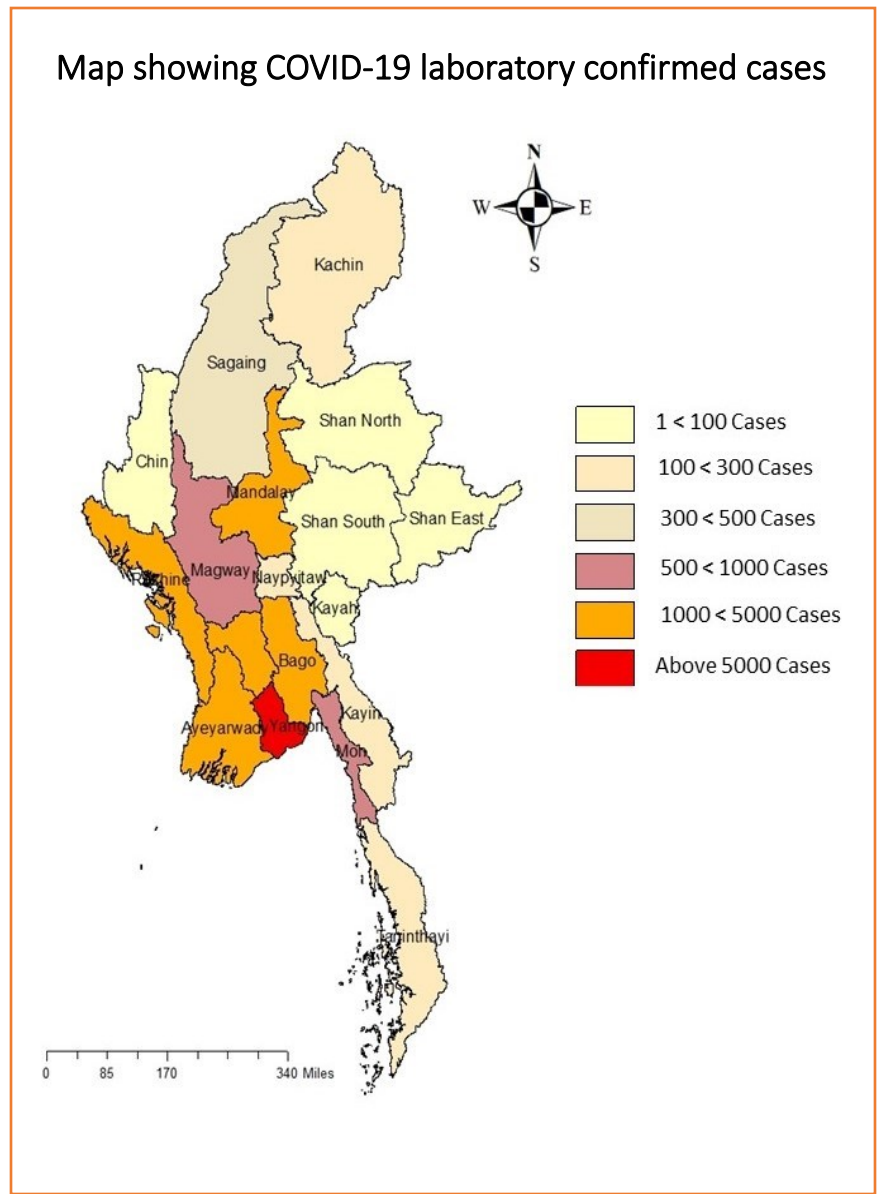 Map showing COVID-19 laboratory confirmed cases
N
W E
S
Kachin
Sagaing
Shan North
Chin
Mandalay
Shan South
Shan East
Magway
Naypyitaw
Rakhine
Kayah
Bago
Kayin
Ayeyarwady
Yangon
Mon
Taninthayi
1 < 100 Cases
100 < 300 Cases
300 < 500 Cases
500 < 1000 Cases
1000 < 5000 Cases
Above 5000 Cases
0 85 170 340 Miles